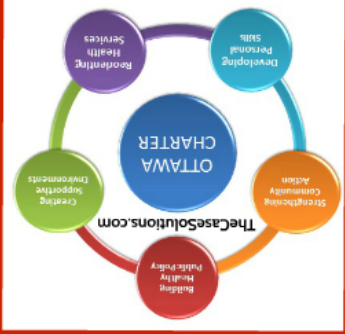 Building
Healthy
Public Policy
TheCaseSolutions.com
Strengthening
Community
Action
Creating
Supportive
Environments
OTTAWA
CHARTER
Developing
Personal
Skills
Reorienting
Health
Services